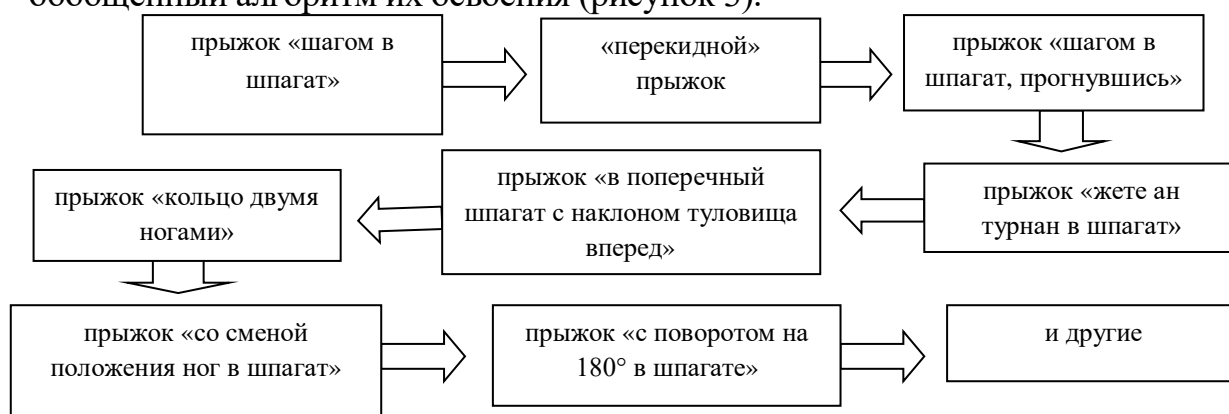 обобщенный алгоритм их освоения (рисунок 3).
прыжок «шагом в
шпагат»
«перекидной»
прыжок
прыжок «шагом в
шпагат, прогнувшись»
прыжок «жете ан
турнан в шпагат»
прыжок «в поперечный
шпагат с наклоном туловища
вперед»
прыжок «кольцо двумя
ногами»
прыжок «со сменой
положения ног в шпагат»
прыжок «с поворотом на
180° в шпагате»
и другие